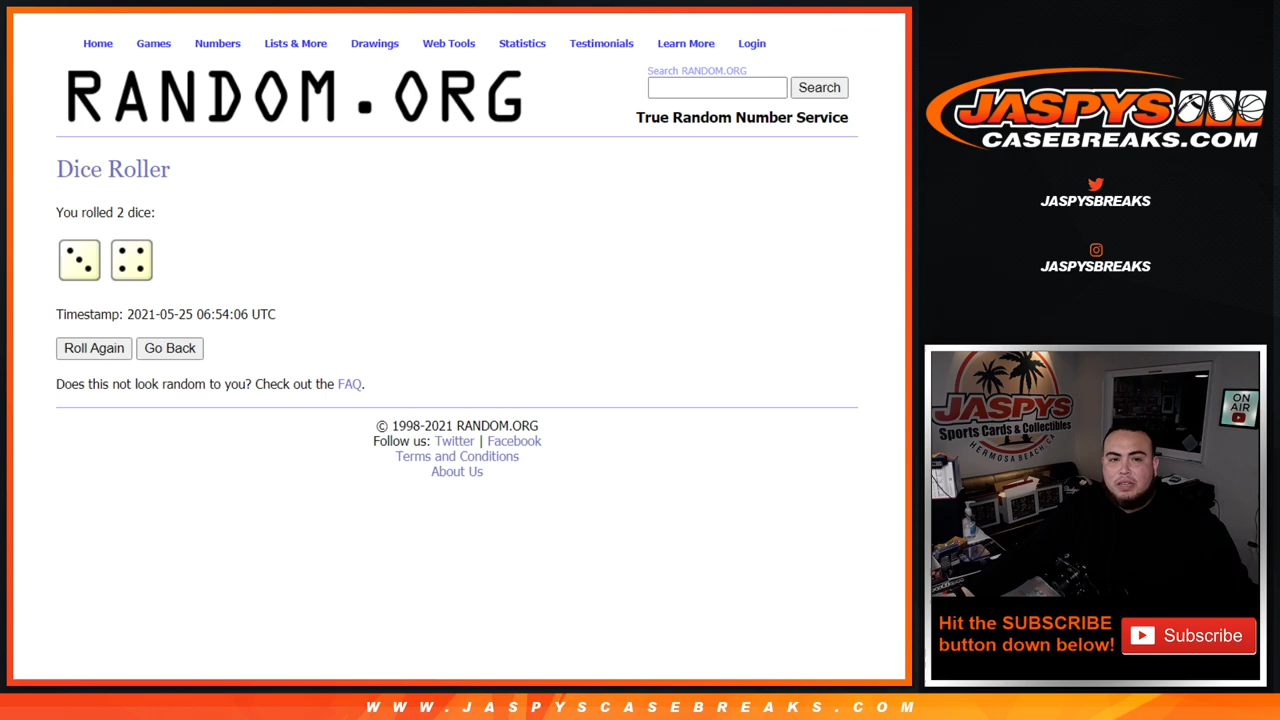 Home Games Numbers Lists & More Drawings Web Tools Statistics Testimonials Learn More Login
RANDOM.ORG
Search RANDOM.ORG
Search
True Random Number Service
Dice Roller
You rolled 2 dice:
Timestamp: 2021-05-25 06:54:06 UTC
Roll Again Go Back
Does this not look random to you? Check out the FAQ.
© 1998-2021 RANDOM.ORG
Follow us: Twitter | Facebook
Terms and Conditions
About Us
JASPYS
CASEBREAKS.COM
JASPYSBREAKS
JASPYSBREAKS
JASPYS
Sports Cards & Collectibles
HERMOSA BEACH, CA
ON
AIR
Hit the SUBSCRIBE
button down below!
Subscribe
WWW.JASPYSCASEBREAKS.COM